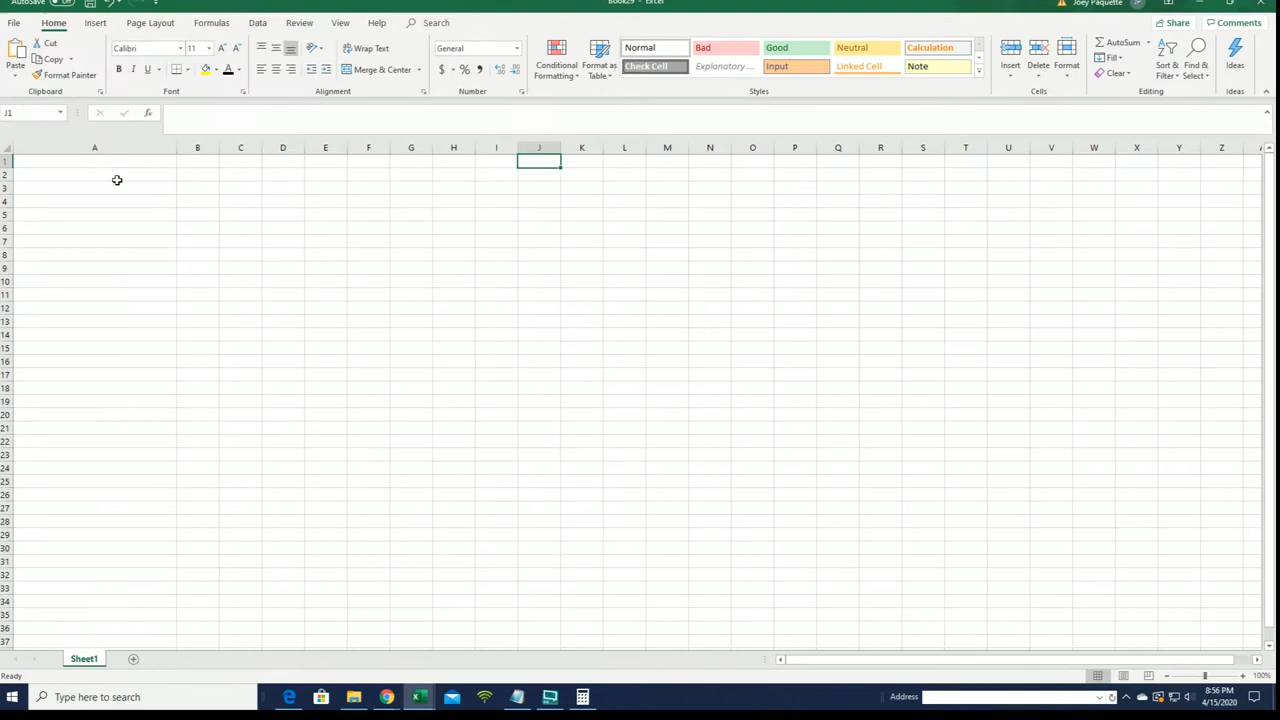 AutoSave Off Book29 - Excel Joey Paquette JP
File Home Insert Page Layout Formulas Data Review View Help Search Share Comments
Paste Cut Copy Format Painter Clipboard
Calibri 11 B I U Font
Wrap Text Merge & Center Alignment
General $ % , Number
Conditional Formatting Format as Table
Normal Bad Good Neutral Calculation
Check Cell Explanatory ... Input Linked Cell Note
Styles
Insert Delete Format Cells
AutoSum Fill Clear Sort & Filter Find & Select Editing
Ideas Ideas
J1 fx
A B C D E F G H I J K L M N O P Q R S T U V W X Y Z
1
2
3
4
5
6
7
8
9
10
11
12
13
14
15
16
17
18
19
20
21
22
23
24
25
26
27
28
29
30
31
32
33
34
35
36
37
Sheet1
Ready 100%
Type here to search Address 8:56 PM
4/15/2020